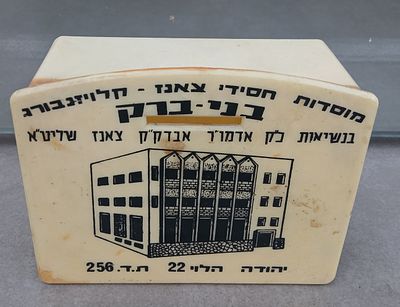 מוסדות חסידי צאנז - קלויזנבורג
בני-ברק
בנשיאות כ"ק אדמו"ר אבדק"ק צאנז שליט"א
יהודה הלוי 22 ת.ד. 256